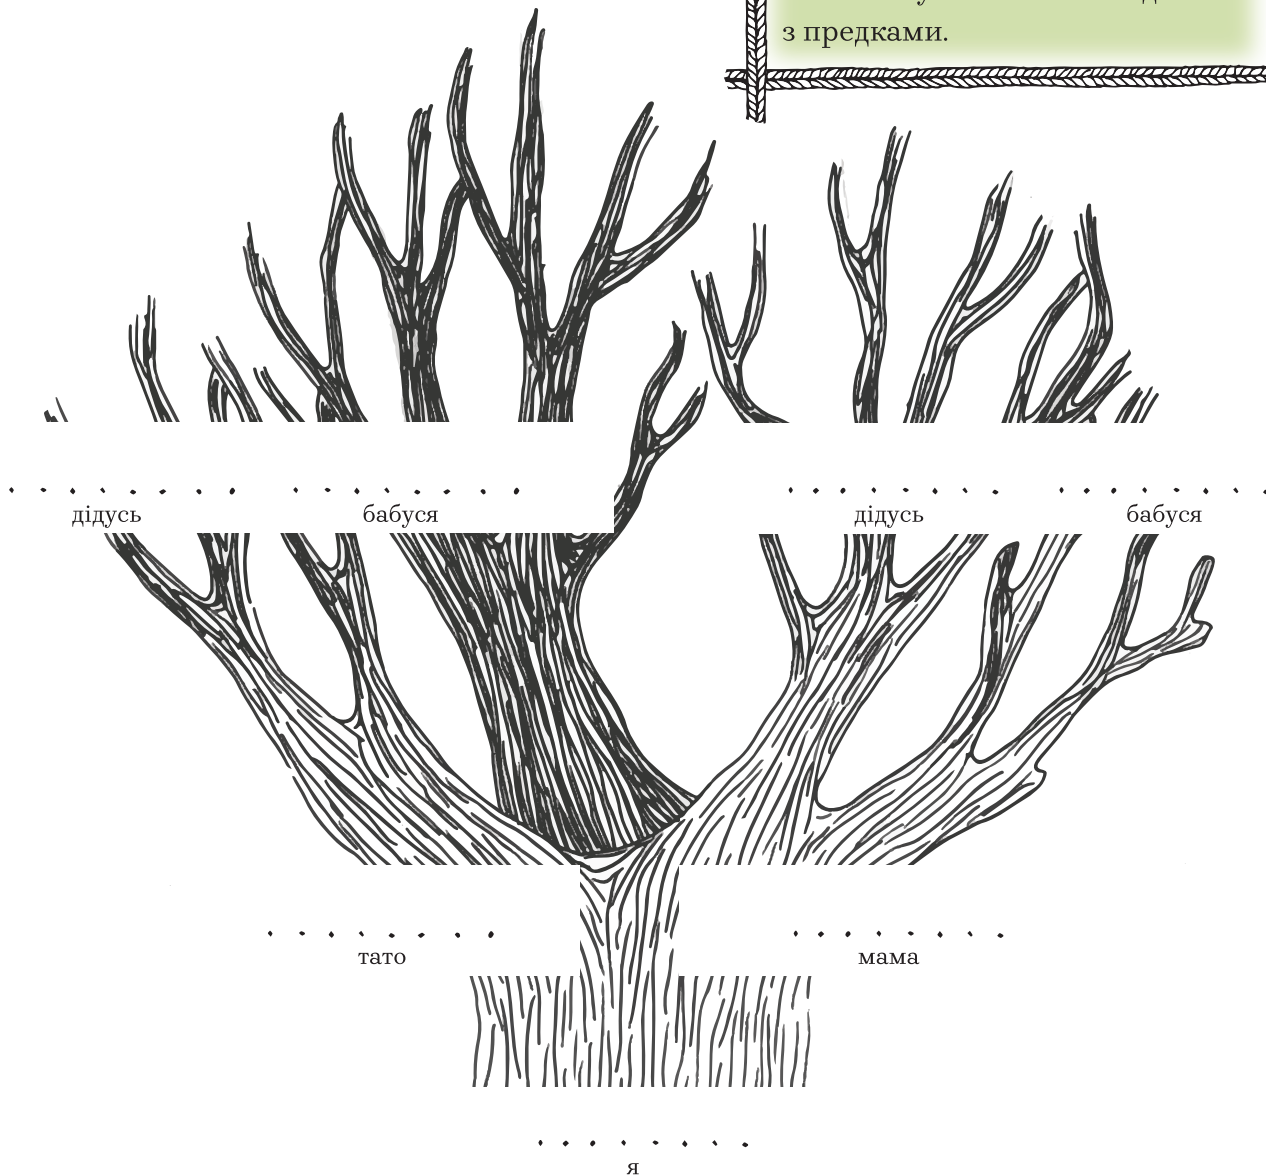 з предками.
дідусь бабуся дідусь бабуся
тато мама
я